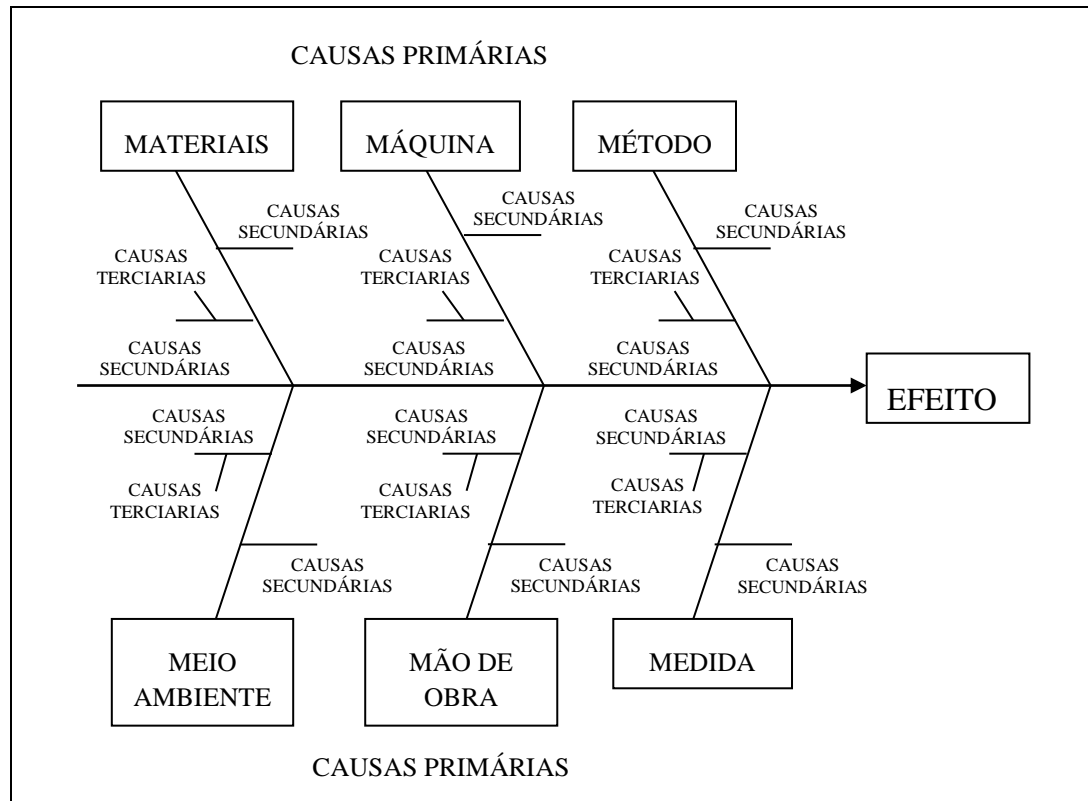 CAUSAS PRIMÁRIAS
MATERIAIS
MÁQUINA
MÉTODO
CAUSAS
SECUNDÁRIAS
CAUSAS
TERCIARIAS
CAUSAS
SECUNDÁRIAS
CAUSAS
SECUNDÁRIAS
CAUSAS
TERCIARIAS
CAUSAS
SECUNDÁRIAS
CAUSAS
SECUNDÁRIAS
CAUSAS
TERCIARIAS
CAUSAS
SECUNDÁRIAS
EFEITO
CAUSAS
SECUNDÁRIAS
CAUSAS
TERCIARIAS
CAUSAS
SECUNDÁRIAS
CAUSAS
SECUNDÁRIAS
CAUSAS
TERCIARIAS
CAUSAS
SECUNDÁRIAS
CAUSAS
SECUNDÁRIAS
CAUSAS
TERCIARIAS
CAUSAS
SECUNDÁRIAS
MEIO
AMBIENTE
MÃO DE
OBRA
MEDIDA
CAUSAS PRIMÁRIAS